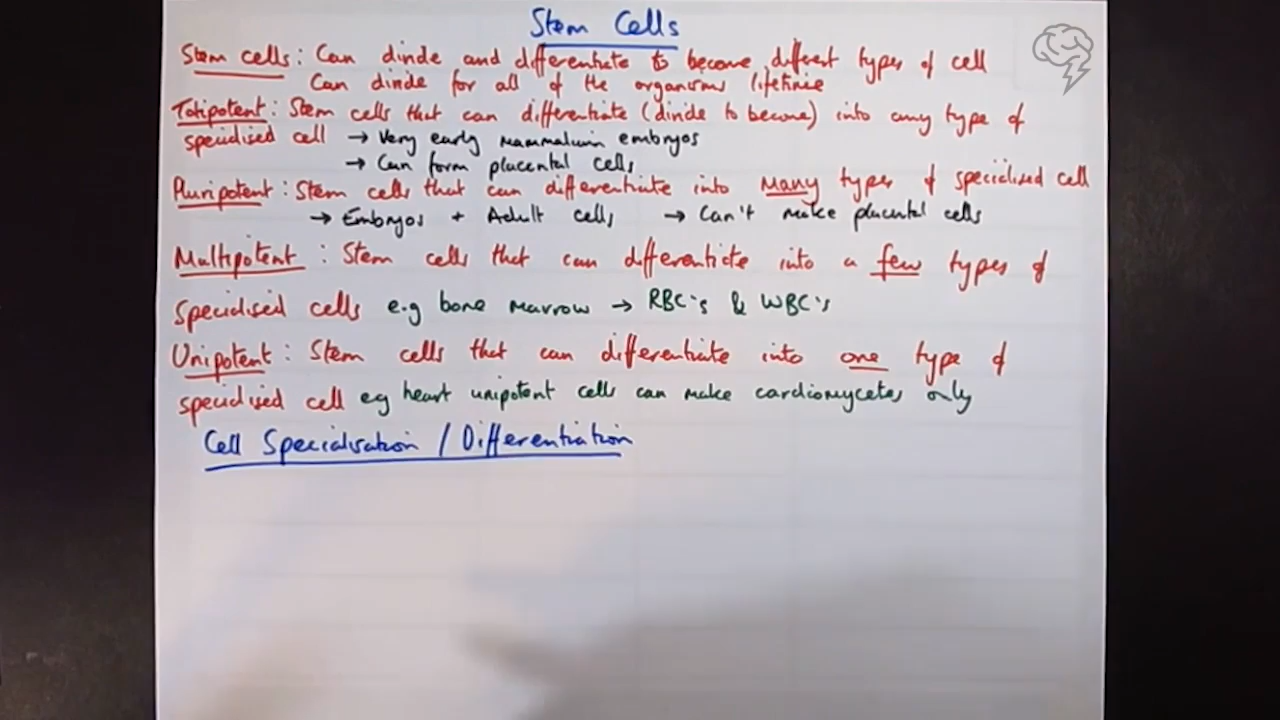 Stem Cells
Stem cells: Can divide and differentiate to become different types of cell
Can divide for all of the organisms lifetime
Totipotent: Stem cells that can differentiate (divide to become) into any type of
specialised cell → Very early mammalian embryos
→ Can form placental cells
Pluripotent: Stem cells that can differentiate into Many types of specialised cell
→ Embryos + Adult cells → Can't make placental cells
Multipotent: Stem cells that can differentiate into a few types of
specialised cells e.g bone marrow → RBC's & WBC's
Unipotent: Stem cells that can differentiate into one type of
specialised cell eg heart unipotent cells can make cardiomycetes only
Cell Specialisation / Differentiation